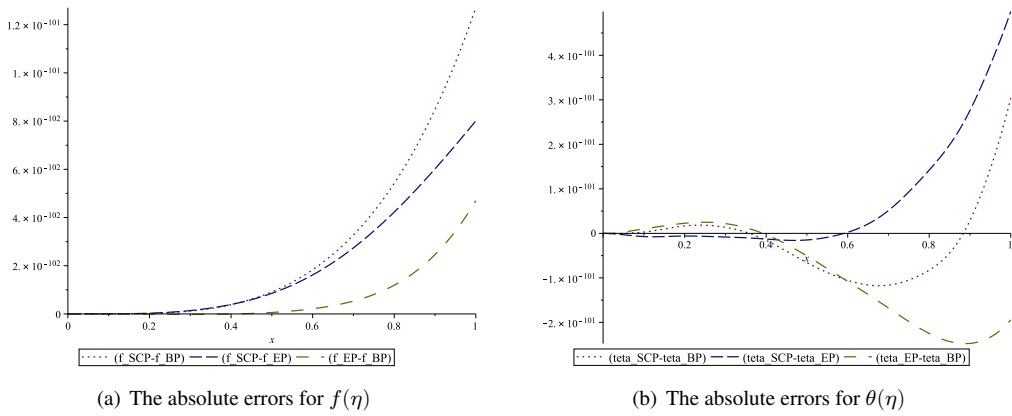 1.2×10⁻¹⁰¹
1.×10⁻¹⁰¹
8.×10⁻¹⁰²
6.×10⁻¹⁰²
4.×10⁻¹⁰²
2.×10⁻¹⁰²
0
0 0.2 0.4 0.6 0.8 1
x
(f_SCP-f_BP) (f_SCP-f_EP) (f_EP-f_BP)
(a) The absolute errors for f(η)
4.×10⁻¹⁰¹
3.×10⁻¹⁰¹
2.×10⁻¹⁰¹
1.×10⁻¹⁰¹
0
0.2 0.4 0.6 0.8 1
x
−1.×10⁻¹⁰¹
−2.×10⁻¹⁰¹
(teta_SCP-teta_BP) (teta_SCP-teta_EP) (teta_EP-teta_BP)
(b) The absolute errors for θ(η)